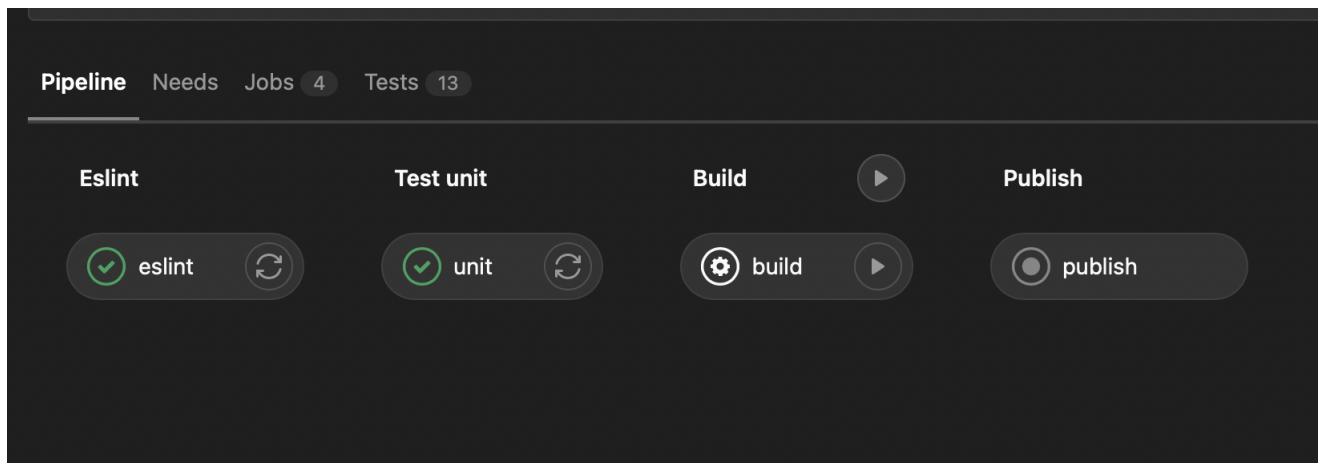 Pipeline Needs Jobs 4 Tests 13
Eslint Test unit Build Publish
eslint unit build publish